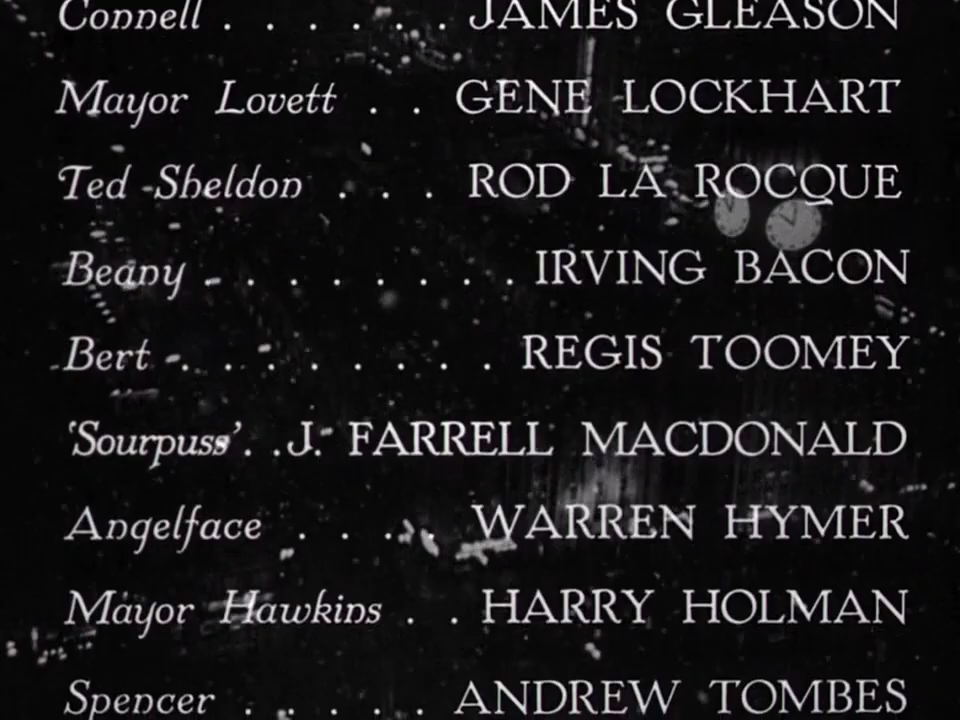 Connell . . . . . . JAMES GLEASON
Mayor Lovett . . GENE LOCKHART
Ted Sheldon . . . ROD LA ROCQUE
Beany . . . . . . . . IRVING BACON
Bert . . . . . . . . REGIS TOOMEY
'Sourpuss' . . J. FARRELL MACDONALD
Angelface . . . . WARREN HYMER
Mayor Hawkins . . HARRY HOLMAN
Spencer . . . . . ANDREW TOMBES